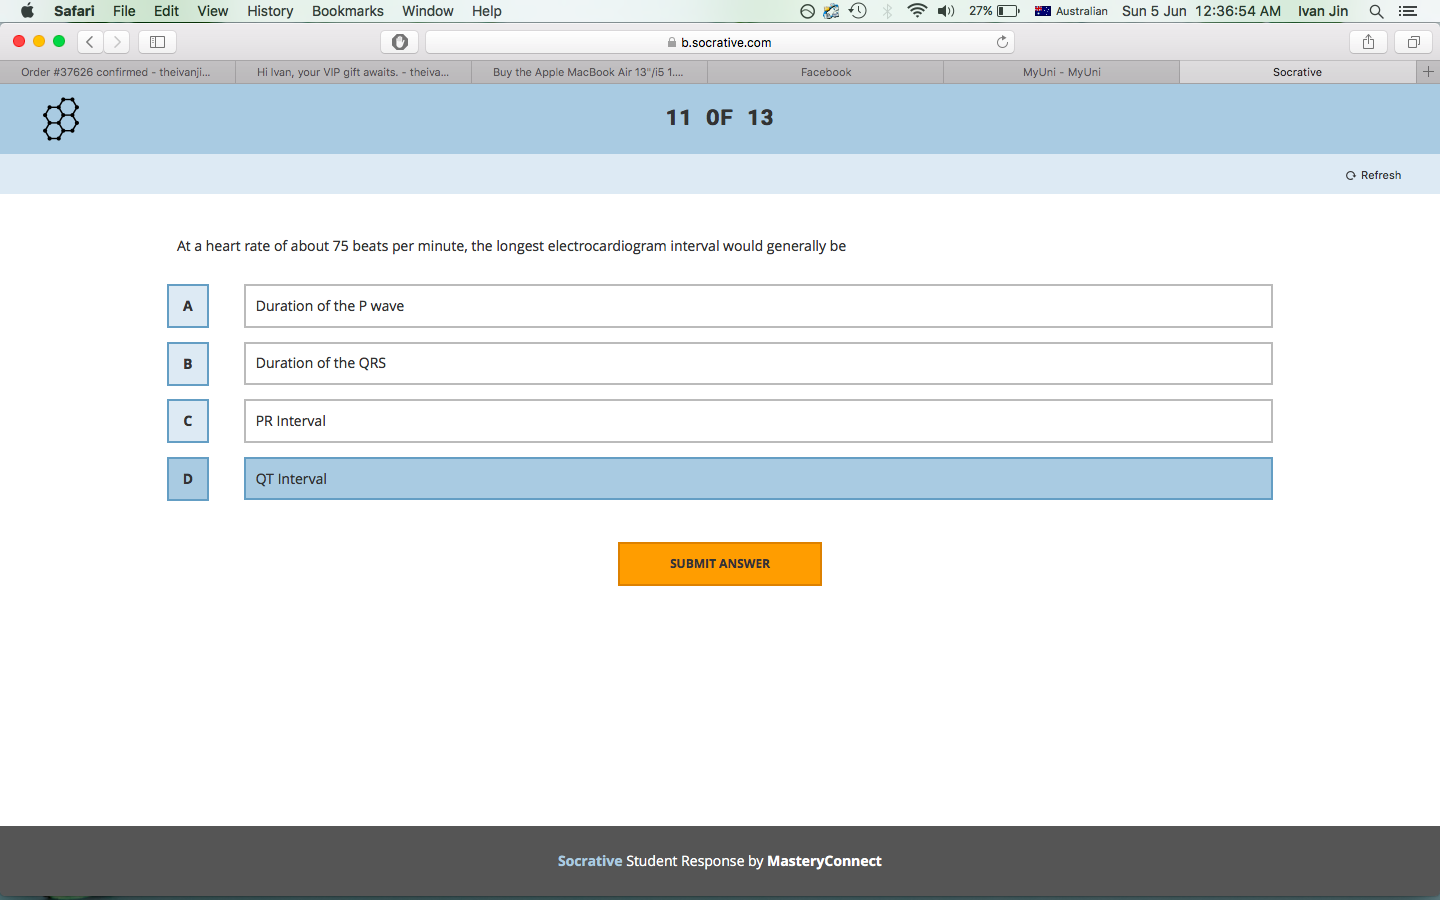 Safari File Edit View History Bookmarks Window Help 27% Australian Sun 5 Jun 12:36:54 AM Ivan Jin
b.socrative.com
Order #37626 confirmed - theivanji... Hi Ivan, your VIP gift awaits. - theiva... Buy the Apple MacBook Air 13"/i5 1.... Facebook MyUni - MyUni Socrative
11 OF 13
Refresh
At a heart rate of about 75 beats per minute, the longest electrocardiogram interval would generally be
A Duration of the P wave
B Duration of the QRS
C PR Interval
D QT Interval
SUBMIT ANSWER
Socrative Student Response by MasteryConnect